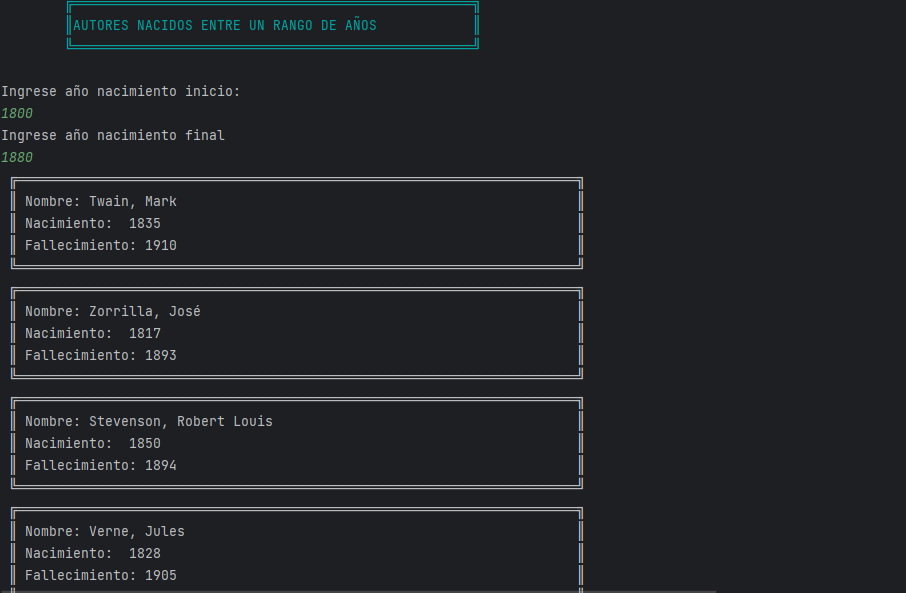 AUTORES NACIDOS ENTRE UN RANGO DE AÑOS
Ingrese año nacimiento inicio:
1800
Ingrese año nacimiento final
1880
Nombre: Twain, Mark
Nacimiento:  1835
Fallecimiento: 1910
Nombre: Zorrilla, José
Nacimiento:  1817
Fallecimiento: 1893
Nombre: Stevenson, Robert Louis
Nacimiento:  1850
Fallecimiento: 1894
Nombre: Verne, Jules
Nacimiento:  1828
Fallecimiento: 1905